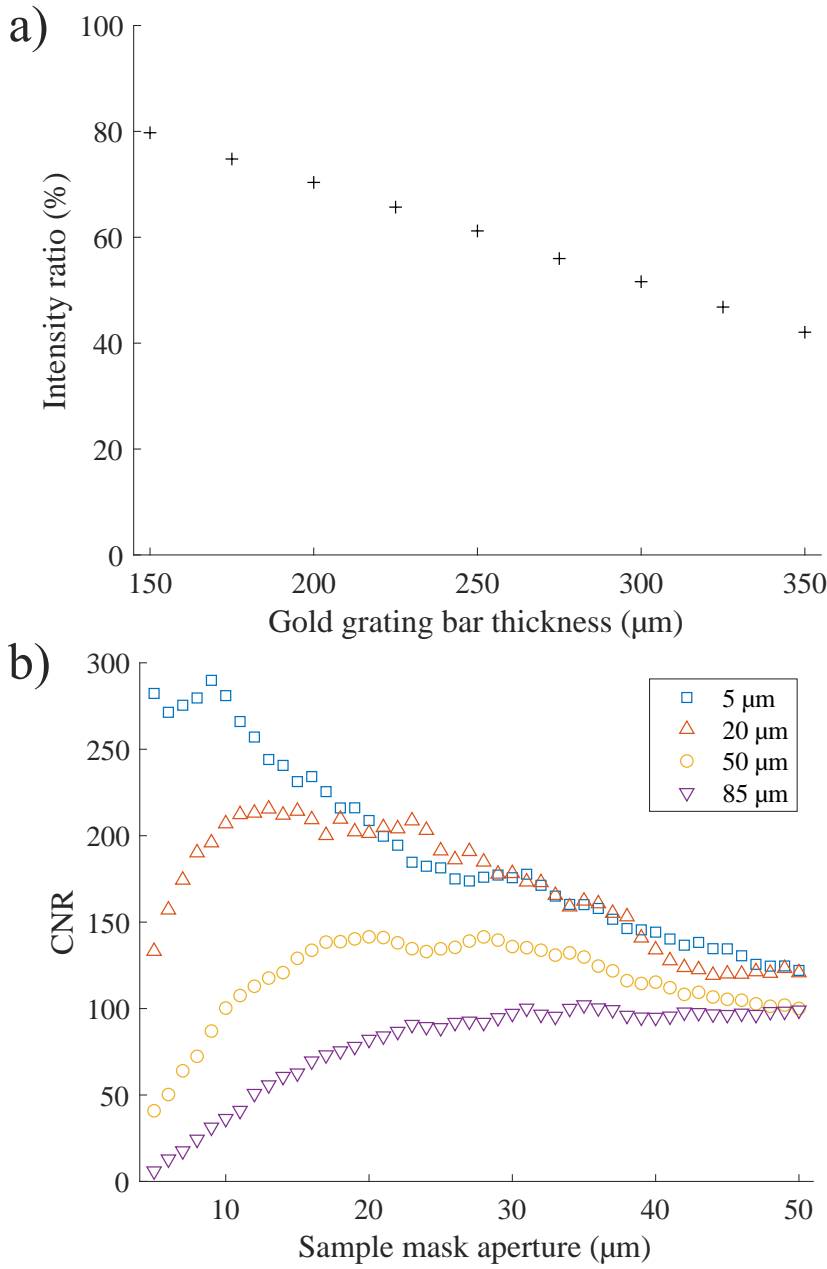 a)
100
80
60
40
20
0
Intensity ratio (%)
150 200 250 300 350
Gold grating bar thickness (µm)
b)
300
250
200
150
100
50
0
CNR
5 µm
20 µm
50 µm
85 µm
10 20 30 40 50
Sample mask aperture (µm)